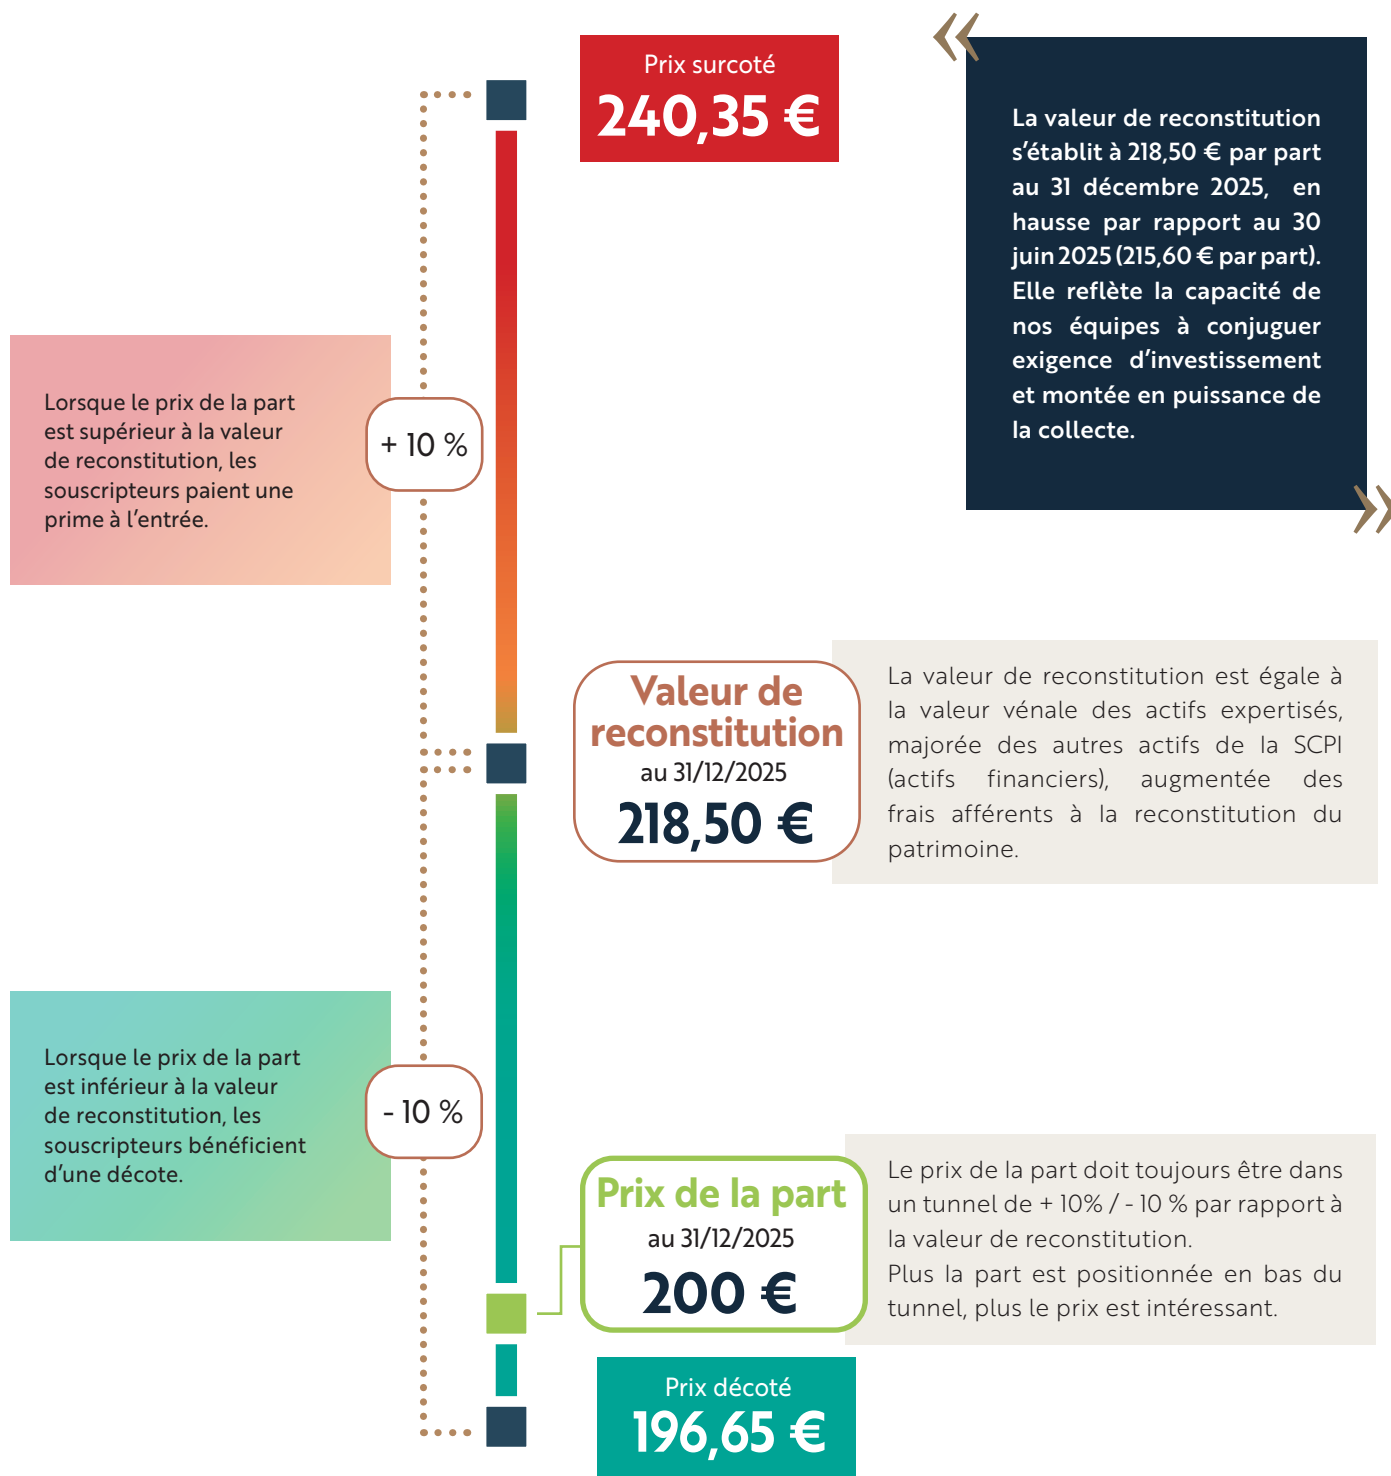 Prix surcoté
240,35 €
«
La valeur de reconstitution
s’établit à 218,50 € par part
au 31 décembre 2025, en
hausse par rapport au 30
juin 2025 (215,60 € par part).
Elle reflète la capacité de
nos équipes à conjuguer
exigence d’investissement
et montée en puissance de
la collecte.
»
Lorsque le prix de la part
est supérieur à la valeur
de reconstitution, les
souscripteurs paient une
prime à l’entrée.
+ 10 %
Valeur de
reconstitution
au 31/12/2025
218,50 €
La valeur de reconstitution est égale à
la valeur vénale des actifs expertisés,
majorée des autres actifs de la SCPI
(actifs financiers), augmentée des
frais afférents à la reconstitution du
patrimoine.
Lorsque le prix de la part
est inférieur à la valeur
de reconstitution, les
souscripteurs bénéficient
d’une décote.
- 10 %
Prix de la part
au 31/12/2025
200 €
Le prix de la part doit toujours être dans
un tunnel de + 10% / - 10 % par rapport à
la valeur de reconstitution.
Plus la part est positionnée en bas du
tunnel, plus le prix est intéressant.
Prix décoté
196,65 €